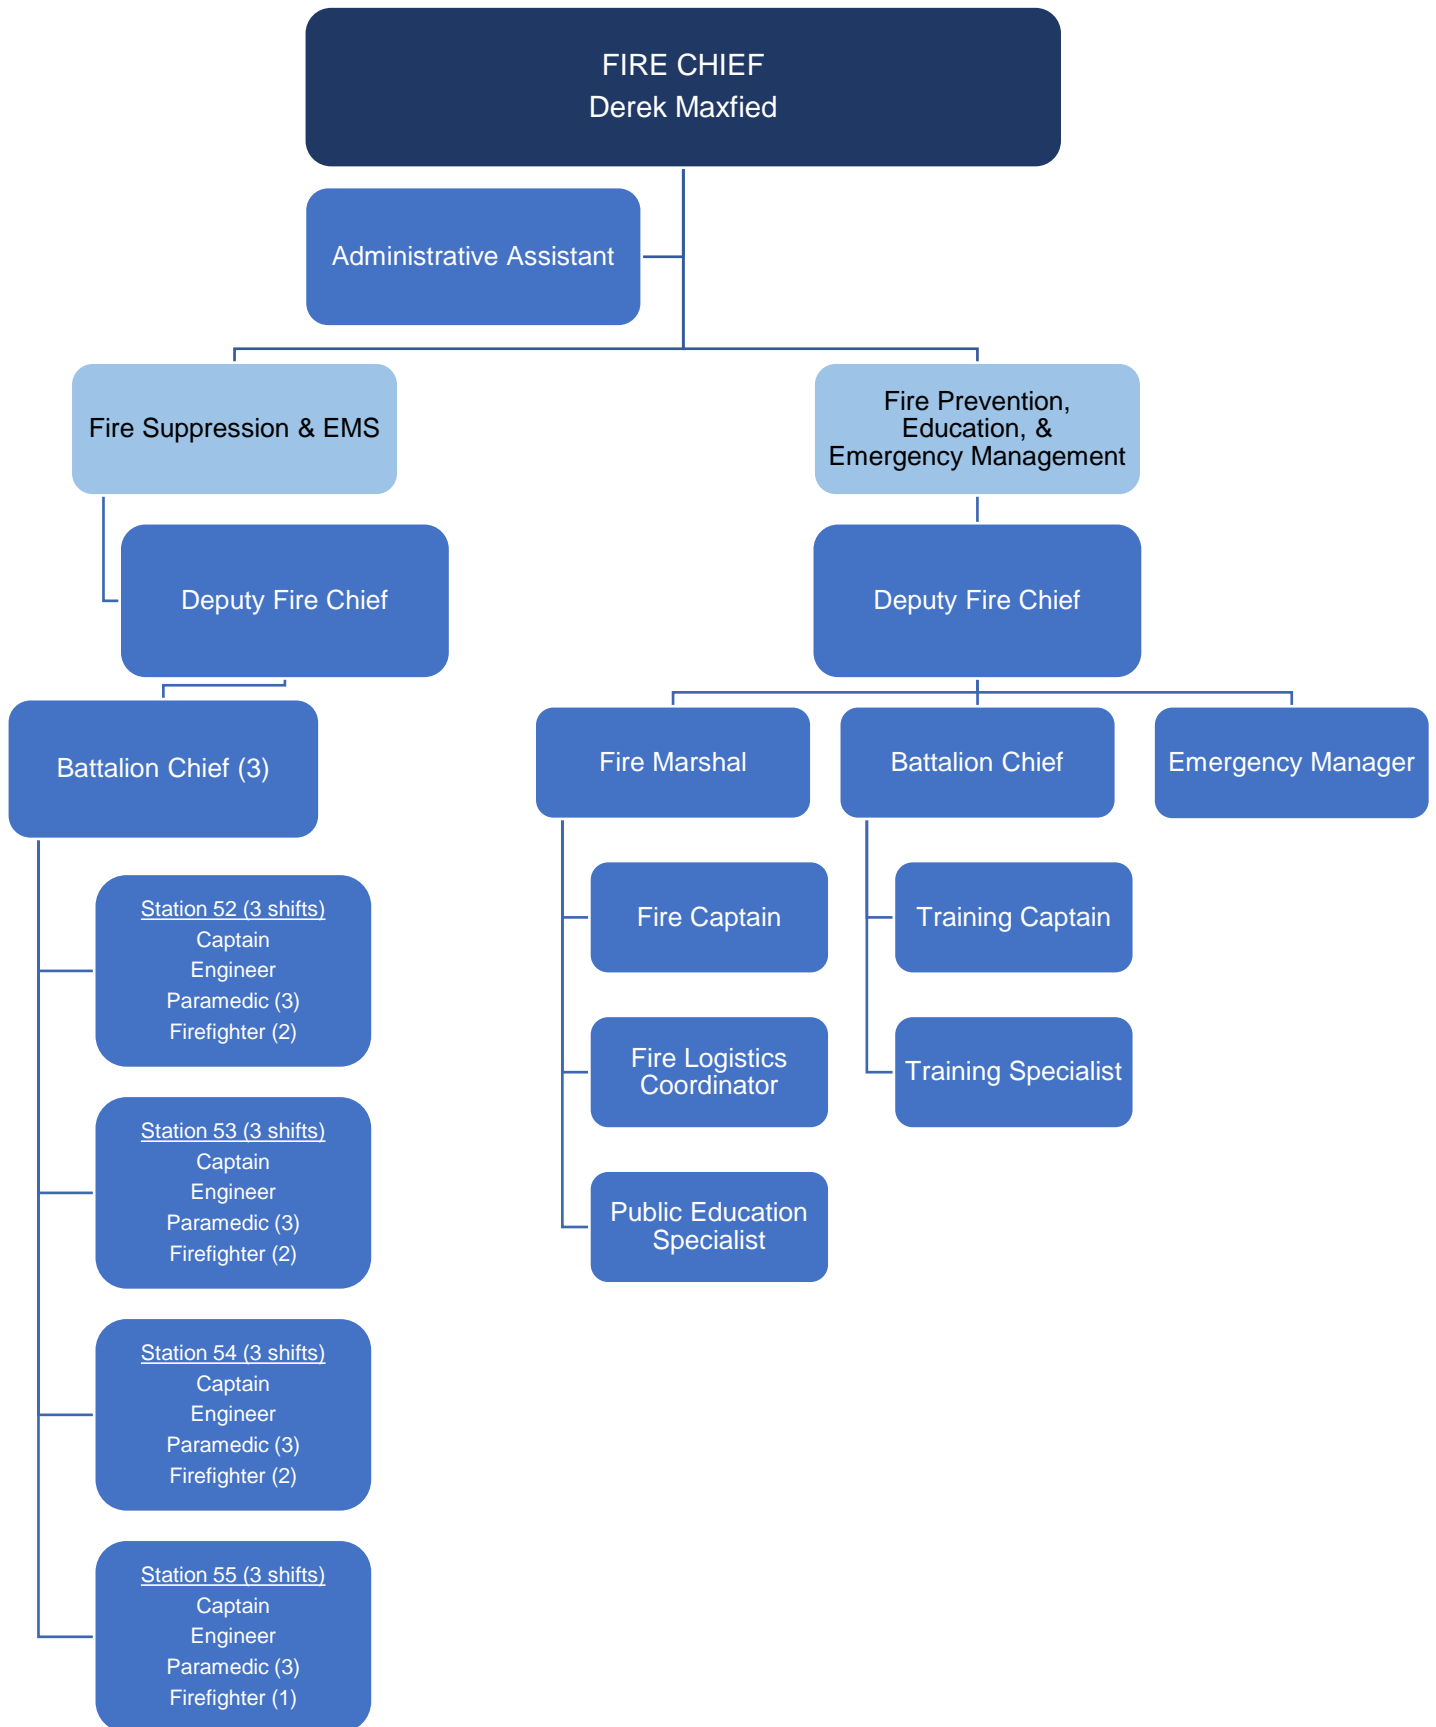 FIRE CHIEF
Derek Maxfied
Administrative Assistant
Fire Suppression & EMS
Fire Prevention,
Education, &
Emergency Management
Deputy Fire Chief
Deputy Fire Chief
Battalion Chief (3)
Fire Marshal
Battalion Chief
Emergency Manager
Station 52 (3 shifts)
Captain
Engineer
Paramedic (3)
Firefighter (2)
Station 53 (3 shifts)
Captain
Engineer
Paramedic (3)
Firefighter (2)
Station 54 (3 shifts)
Captain
Engineer
Paramedic (3)
Firefighter (2)
Station 55 (3 shifts)
Captain
Engineer
Paramedic (3)
Firefighter (1)
Fire Captain
Fire Logistics
Coordinator
Public Education
Specialist
Training Captain
Training Specialist